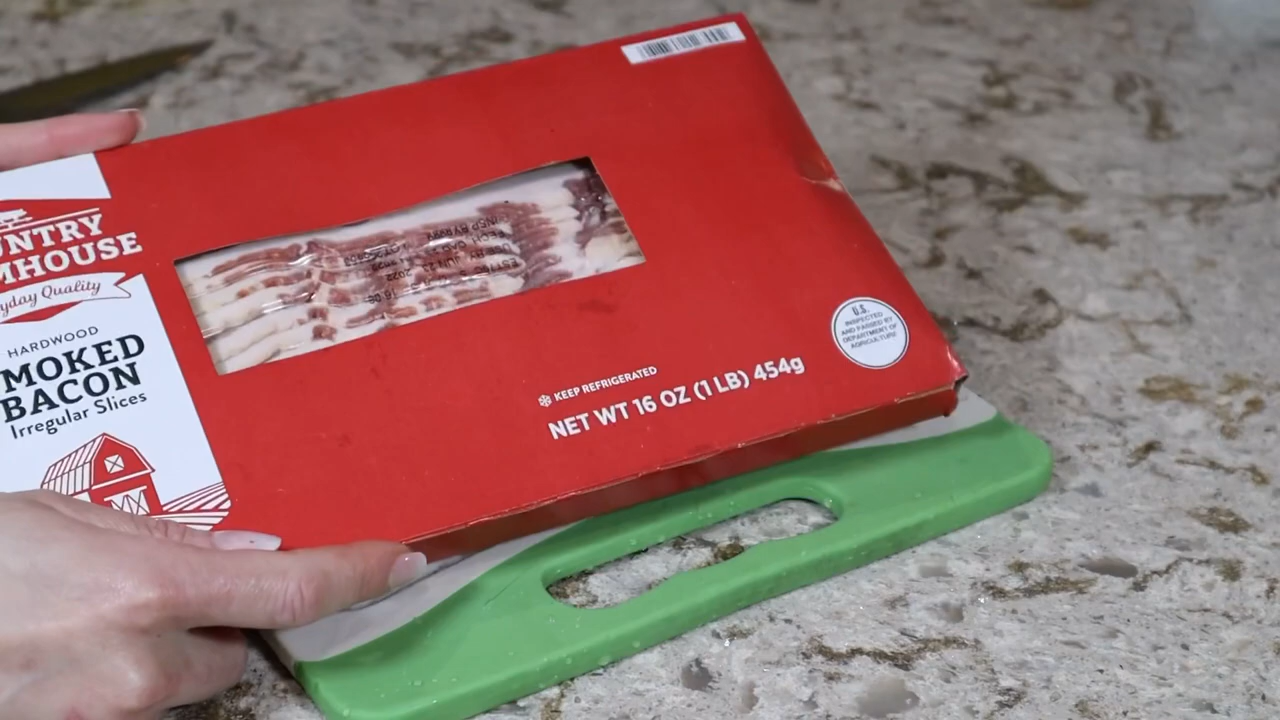 UNTRY
MHOUSE
yday Quality
HARDWOOD
MOKED
BACON
Irregular Slices
KEEP REFRIGERATED
NET WT 16 OZ (1 LB) 454g
U.S.
INSPECTED
AND PASSED BY
DEPARTMENT OF
AGRICULTURE